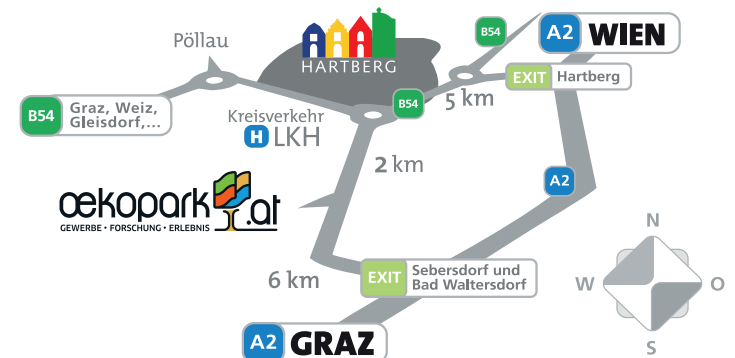 Pöllau
HARTBERG
B54
A2 WIEN
EXIT Hartberg
5 km
B54
B54 Graz, Weiz,
Gleisdorf,...
Kreisverkehr
H LKH
2 km
A2
œkopark.at
GEWERBE • FORSCHUNG • ERLEBNIS
6 km
EXIT Sebersdorf und
Bad Waltersdorf
A2 GRAZ
N
W
O
S